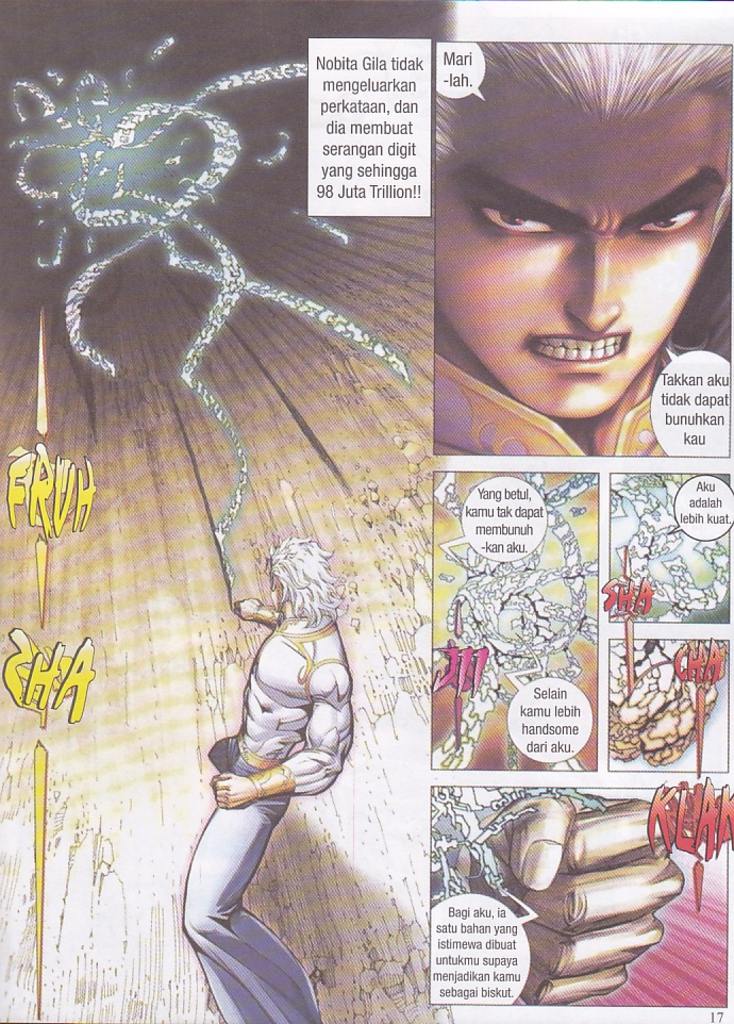 Nobita Gila tidak
mengeluarkan
perkataan, dan
dia membuat
serangan digit
yang sehingga
98 Juta Trillion!!
Mari
-lah.
Takkan aku
tidak dapat
bunuhkan
kau
FRUH
CHA
Yang betul,
kamu tak dapat
membunuh
-kan aku.
JII
Selain
kamu lebih
handsome
dari aku.
Aku
adalah
lebih kuat.
SHA
CHA
KLAK
Bagi aku, ia
satu bahan yang
istimewa dibuat
untukmu supaya
menjadikan kamu
sebagai biskut.
17